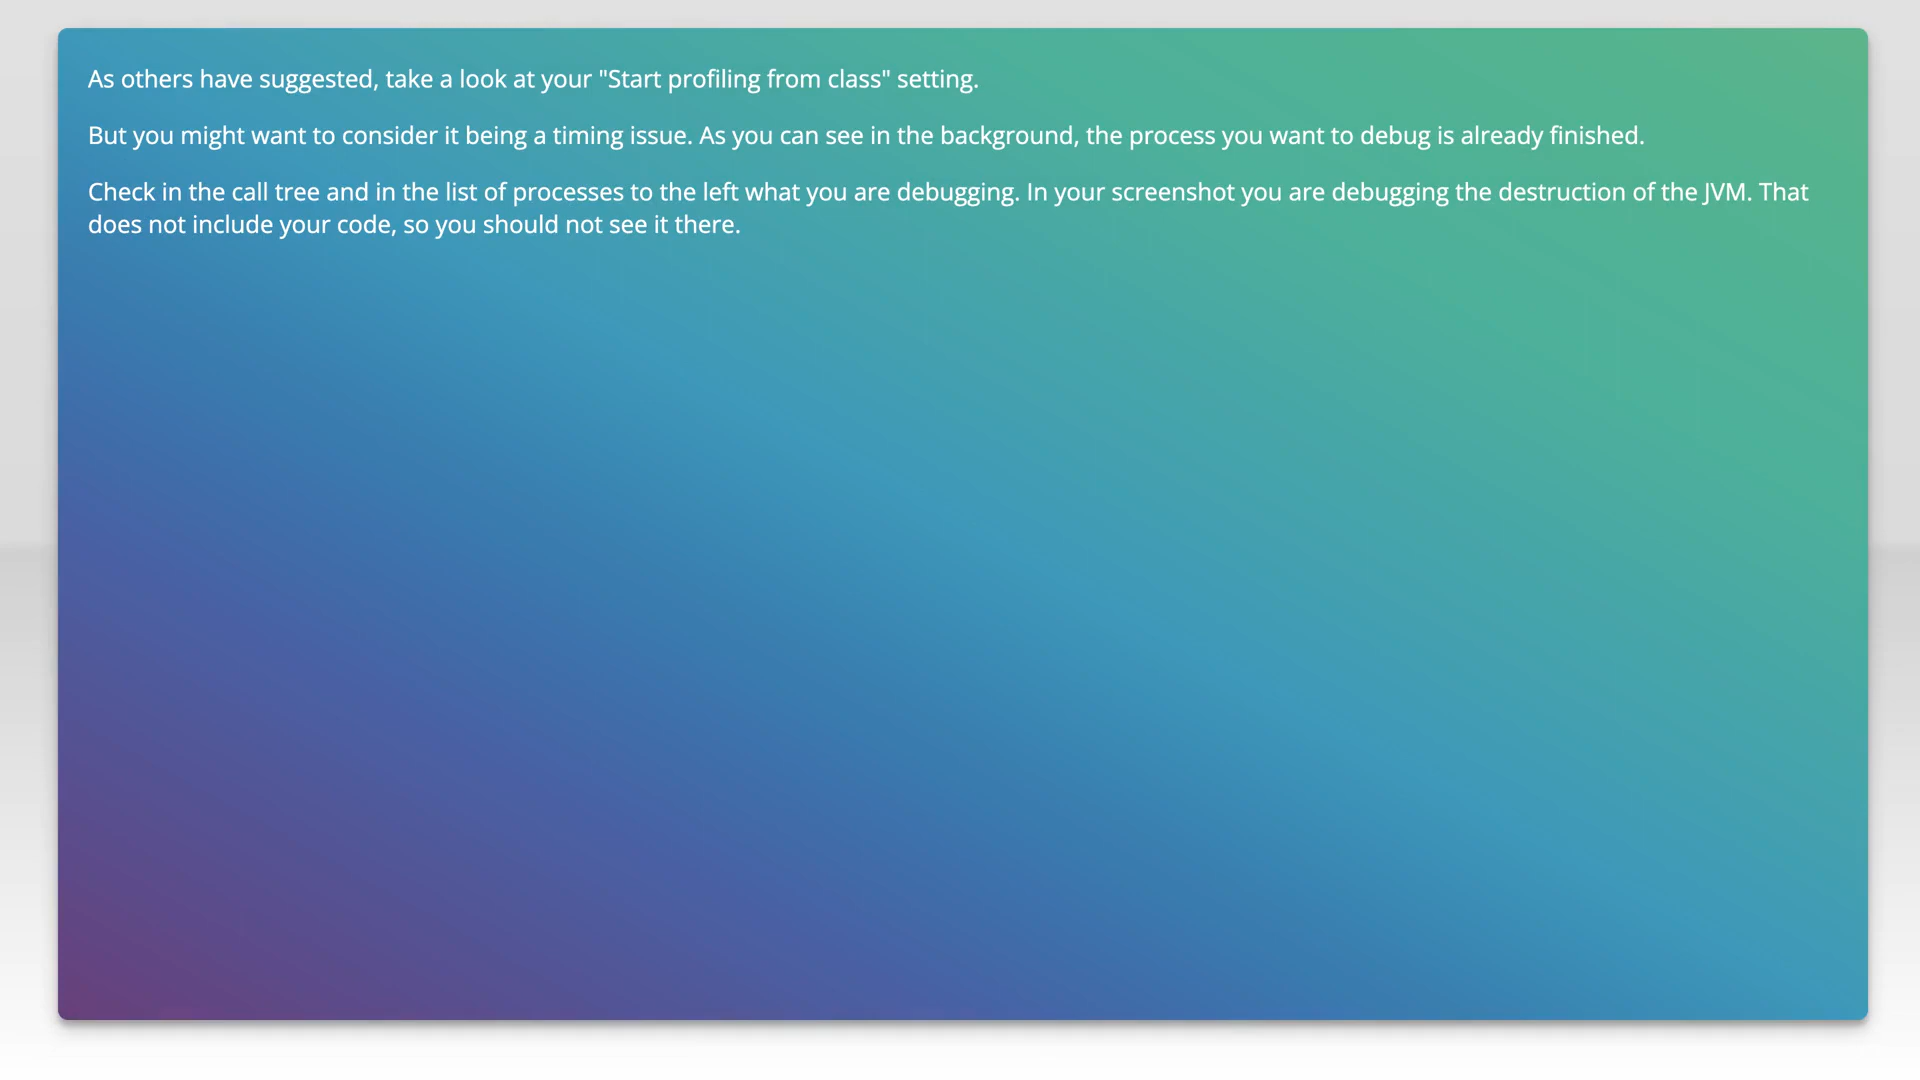 As others have suggested, take a look at your "Start profiling from class" setting.
But you might want to consider it being a timing issue. As you can see in the background, the process you want to debug is already finished.
Check in the call tree and in the list of processes to the left what you are debugging. In your screenshot you are debugging the destruction of the JVM. That
does not include your code, so you should not see it there.